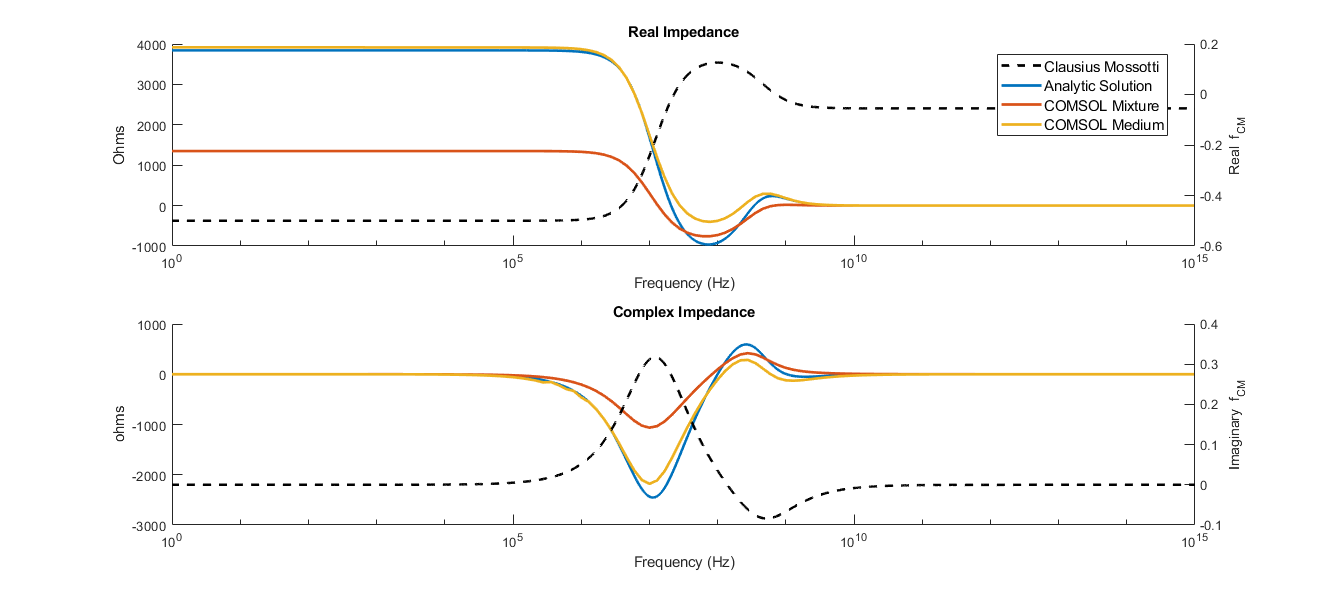 Real Impedance
4000
3000
2000
1000
0
-1000
Ohms
0.2
0
-0.2
-0.4
-0.6
Real f_CM
Clausius Mossotti
Analytic Solution
COMSOL Mixture
COMSOL Medium
10^0
10^5
10^10
10^15
Frequency (Hz)
Complex Impedance
1000
0
-1000
-2000
-3000
ohms
0.4
0.3
0.2
0.1
0
-0.1
Imaginary f_CM
10^0
10^5
10^10
10^15
Frequency (Hz)